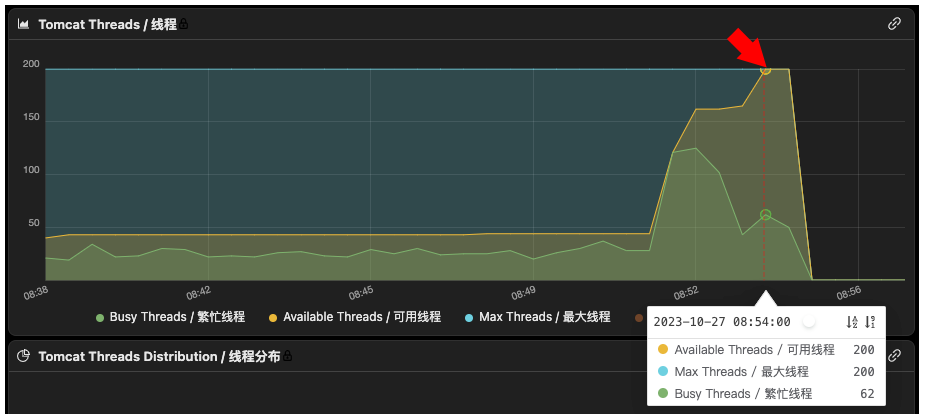 Tomcat Threads / 线程
200
150
100
50
08:38
08:42
08:45
08:49
08:52
08:56
Busy Threads / 繁忙线程
Available Threads / 可用线程
Max Threads / 最大线程
2023-10-27 08:54:00
Available Threads / 可用线程 200
Max Threads / 最大线程 200
Busy Threads / 繁忙线程 62
Tomcat Threads Distribution / 线程分布